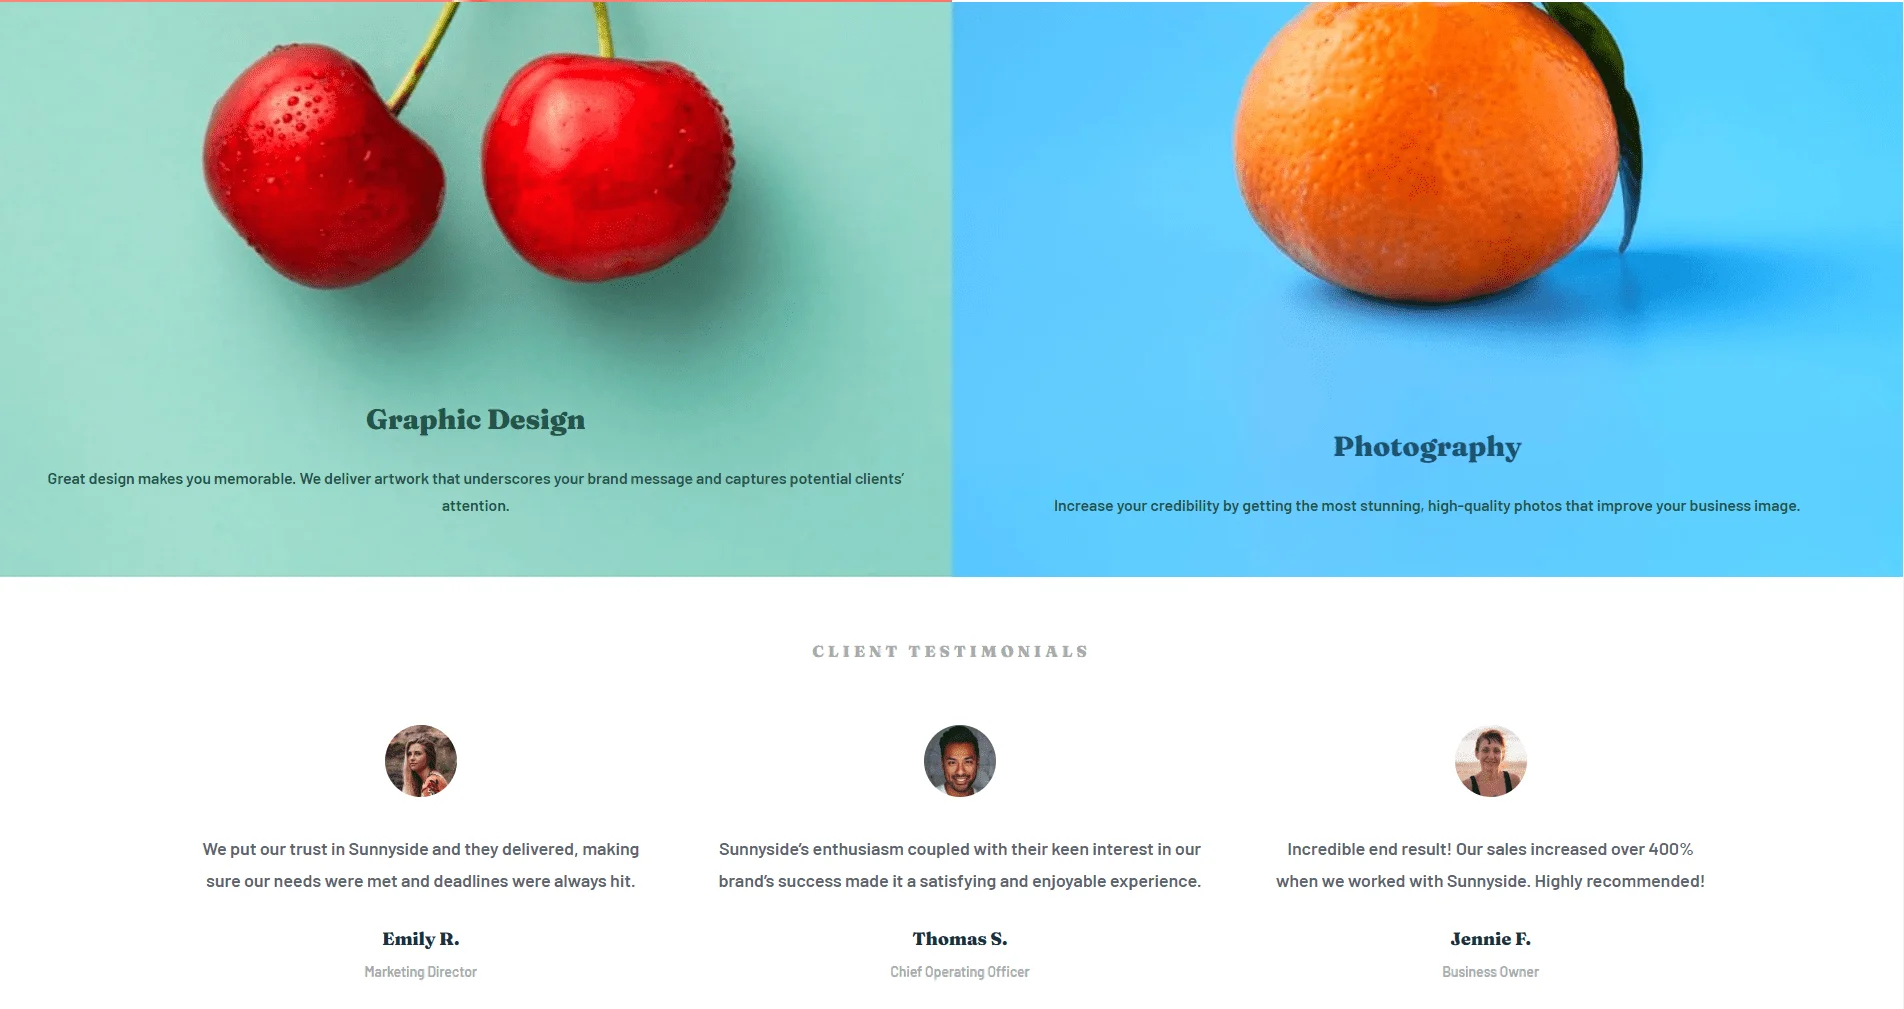 Graphic Design
Great design makes you memorable. We deliver artwork that underscores your brand message and captures potential clients’
attention.
Photography
Increase your credibility by getting the most stunning, high-quality photos that improve your business image.
CLIENT TESTIMONIALS
We put our trust in Sunnyside and they delivered, making
sure our needs were met and deadlines were always hit.
Emily R.
Marketing Director
Sunnyside’s enthusiasm coupled with their keen interest in our
brand’s success made it a satisfying and enjoyable experience.
Thomas S.
Chief Operating Officer
Incredible end result! Our sales increased over 400%
when we worked with Sunnyside. Highly recommended!
Jennie F.
Business Owner